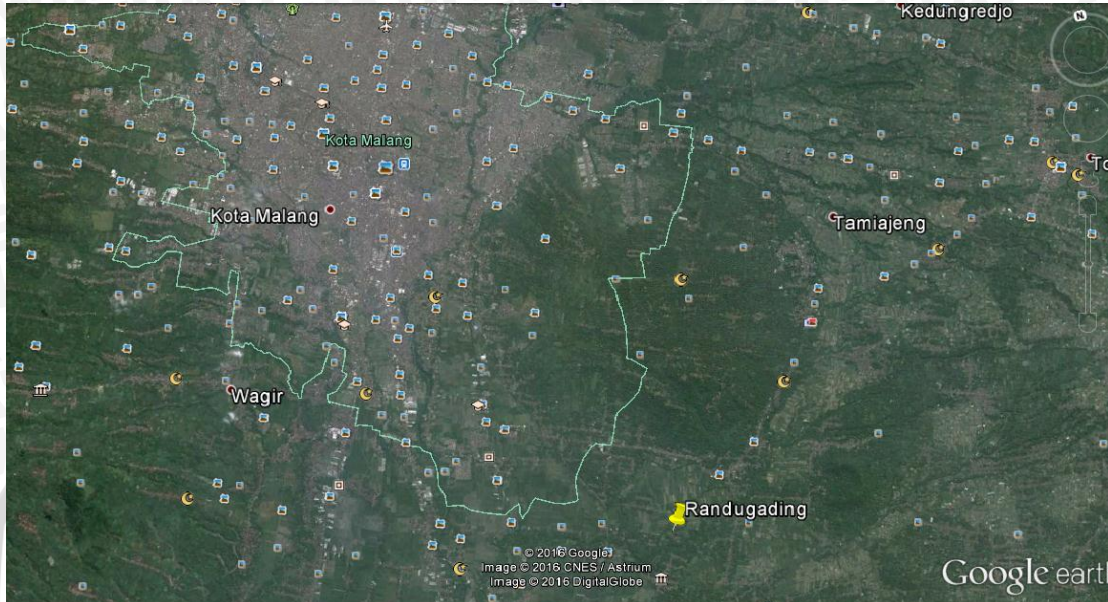 Kedungredjo
N
Kota Malang
Kota Malang
Tamiajeng
Wagir
Randugading
© 2016 Google
Image © 2016 CNES / Astrium
Image © 2016 DigitalGlobe
Google earth